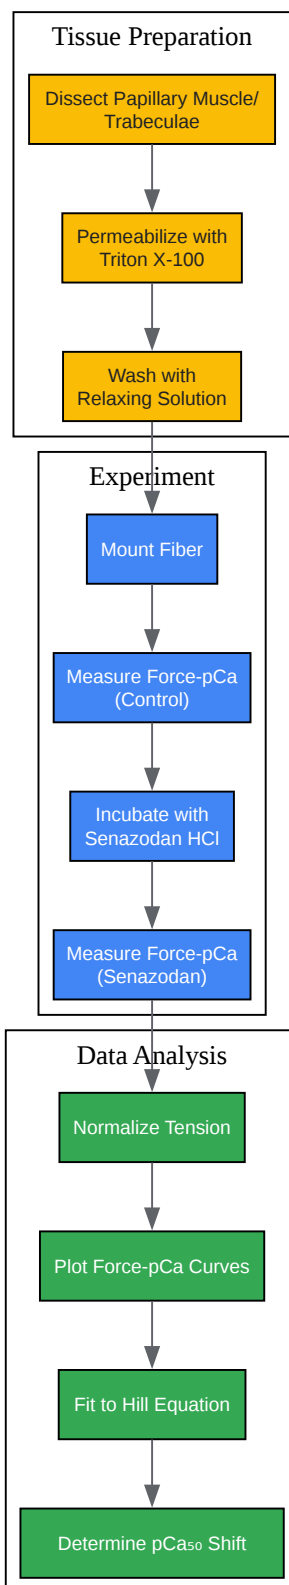 Tissue Preparation
Dissect Papillary Muscle/
Trabeculae
Permeabilize with
Triton X-100
Wash with
Relaxing Solution
Experiment
Mount Fiber
Measure Force-pCa
(Control)
Incubate with
Senazodan HCl
Measure Force-pCa
(Senazodan)
Data Analysis
Normalize Tension
Plot Force-pCa Curves
Fit to Hill Equation
Determine pCa₅₀ Shift